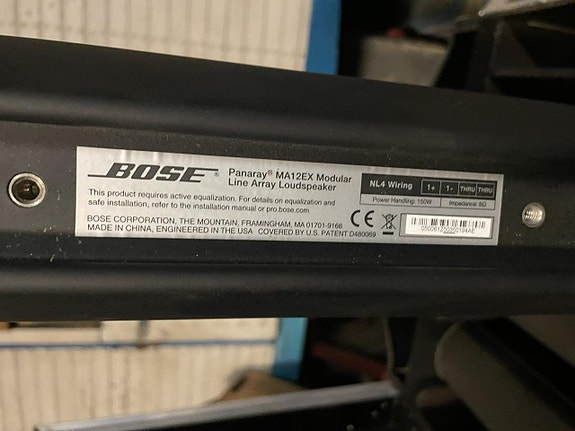 BOSE®
Panaray® MA12EX Modular
Line Array Loudspeaker
This product requires active equalization. For details on equalization and
safe installation, refer to the installation manual or pro.bose.com
BOSE CORPORATION, THE MOUNTAIN, FRAMINGHAM, MA 01701-9168
MADE IN CHINA, ENGINEERED IN THE USA COVERED BY U.S. PATENT D480069
CE
NL4 Wiring 1+ 1- THRU THRU
Power Handling: 150W Impedance: 8Ω